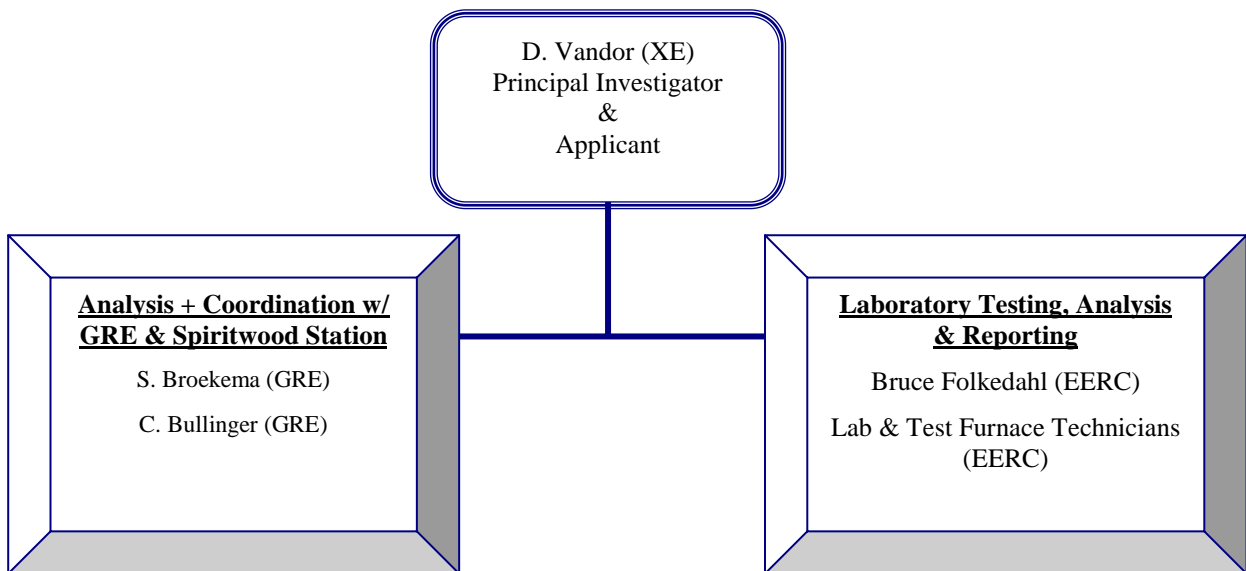 D. Vandor (XE)
Principal Investigator
&
Applicant
Analysis + Coordination w/
GRE & Spiritwood Station
S. Broekema (GRE)
C. Bullinger (GRE)
Laboratory Testing, Analysis
& Reporting
Bruce Folkedahl (EERC)
Lab & Test Furnace Technicians
(EERC)